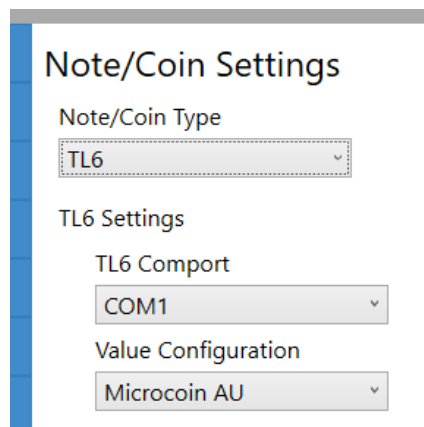 Note/Coin Settings
Note/Coin Type
TL6
TL6 Settings
TL6 Comport
COM1
Value Configuration
Microcoin AU